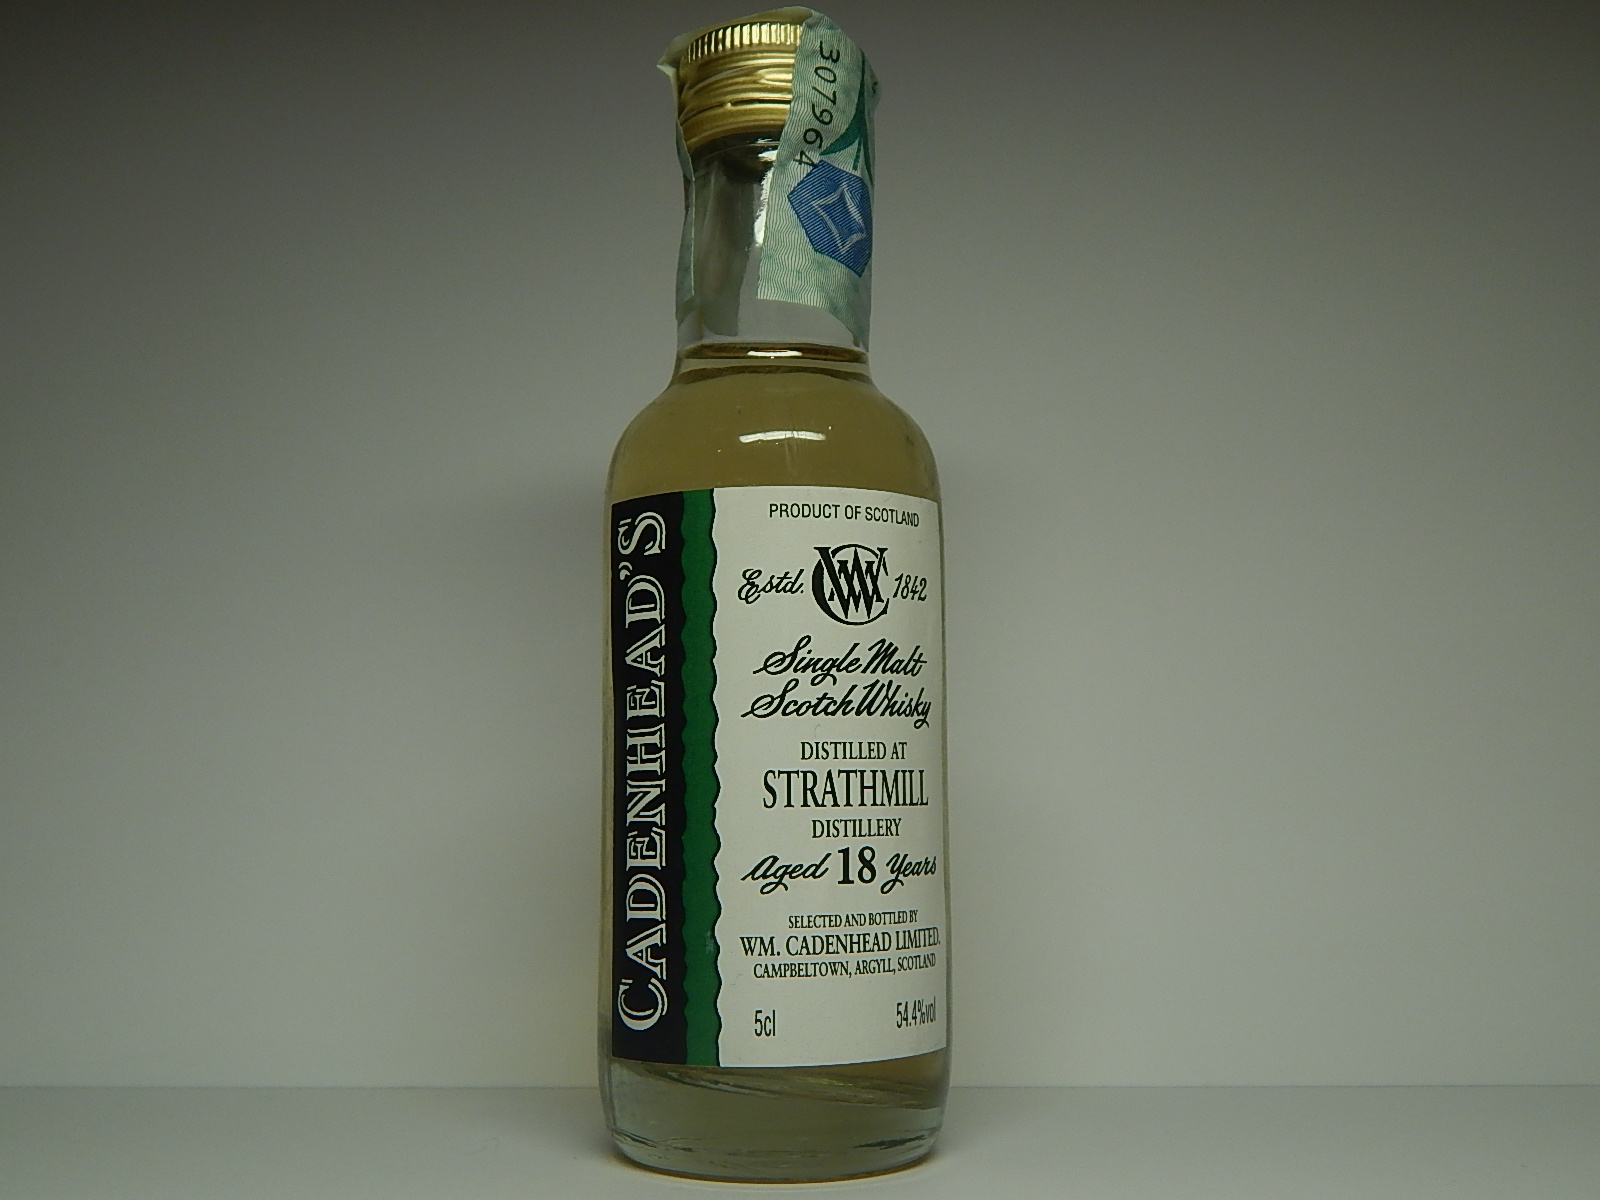 307964
CADENHEAD'S
PRODUCT OF SCOTLAND
Estd. WC 1842
Single Malt
Scotch Whisky
DISTILLED AT
STRATHMILL
DISTILLERY
Aged 18 Years
SELECTED AND BOTTLED BY
WM. CADENHEAD LIMITED.
CAMPBELTOWN, ARGYLL, SCOTLAND
5cl 54.4%vol